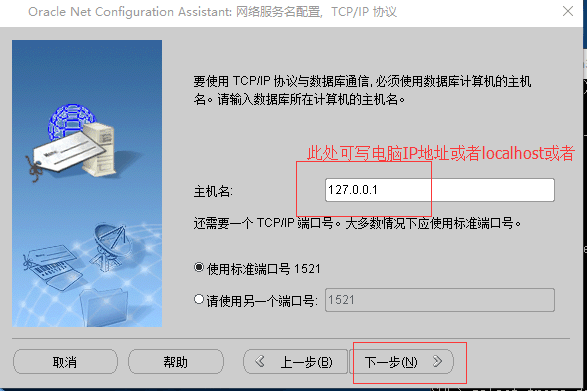 Oracle Net Configuration Assistant: 网络服务名配置, TCP/IP 协议
要使用 TCP/IP 协议与数据库通信, 必须使用数据库计算机的主机
名。请输入数据库所在计算机的主机名。
此处可写电脑IP地址或者localhost或者
主机名: 127.0.0.1
还需要一个 TCP/IP 端口号。大多数情况下应使用标准端口号。
使用标准端口号 1521
请使用另一个端口号: 1521
取消 帮助 上一步(B) 下一步(N)